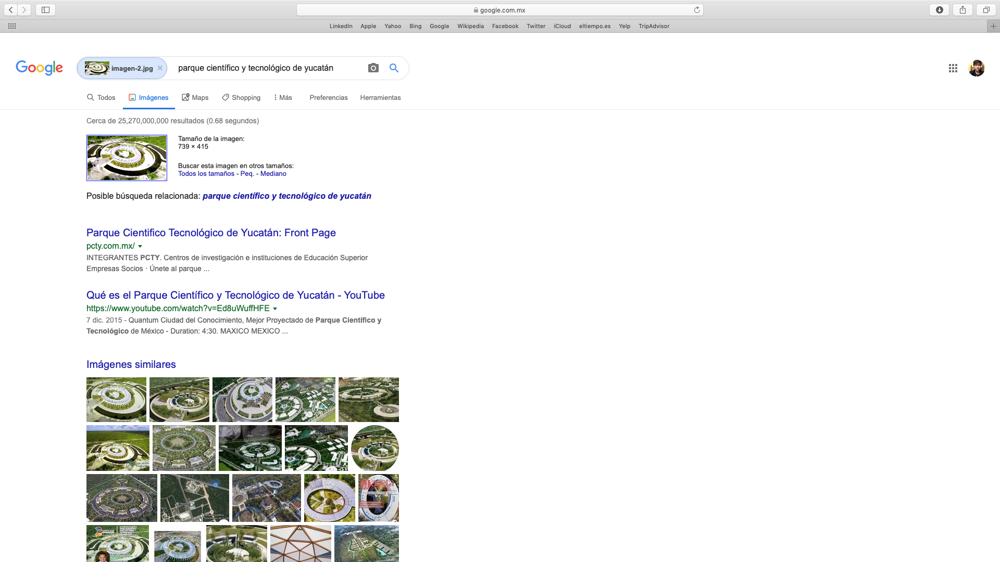 google.com.mx
LinkedIn Apple Yahoo Bing Google Wikipedia Facebook Twitter iCloud eltiempo.es Yelp TripAdvisor
Google imagen-2.jpg × parque científico y tecnológico de yucatán
Todos Imágenes Maps Shopping Más Preferencias Herramientas
Cerca de 25,270,000,000 resultados (0.68 segundos)
Tamaño de la imagen:
739 × 415
Buscar esta imagen en otros tamaños:
Todos los tamaños - Peq. - Mediano
Posible búsqueda relacionada: parque científico y tecnológico de yucatán
Parque Cientifico Tecnológico de Yucatán: Front Page
pcty.com.mx/
INTEGRANTES PCTY. Centros de investigación e instituciones de Educación Superior
Empresas Socios · Únete al parque ...
Qué es el Parque Científico y Tecnológico de Yucatán - YouTube
https://www.youtube.com/watch?v=Ed8uWuffHFE
7 dic. 2015 - Quantum Ciudad del Conocimiento, Mejor Proyectado de Parque Científico y
Tecnológico de México - Duration: 4:30. MAXICO MEXICO ...
Imágenes similares